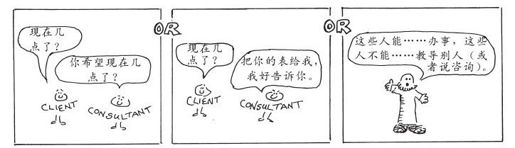 现在几
点了？
你希望现在几
点了？
CLIENT
CONSULTANT
OR
现在几
点了？
把你的表给我，
我好告诉你。
CLIENT
CONSULTANT
OR
这些人能……办事，这些
人不能……教导别人（或
者说咨询）。